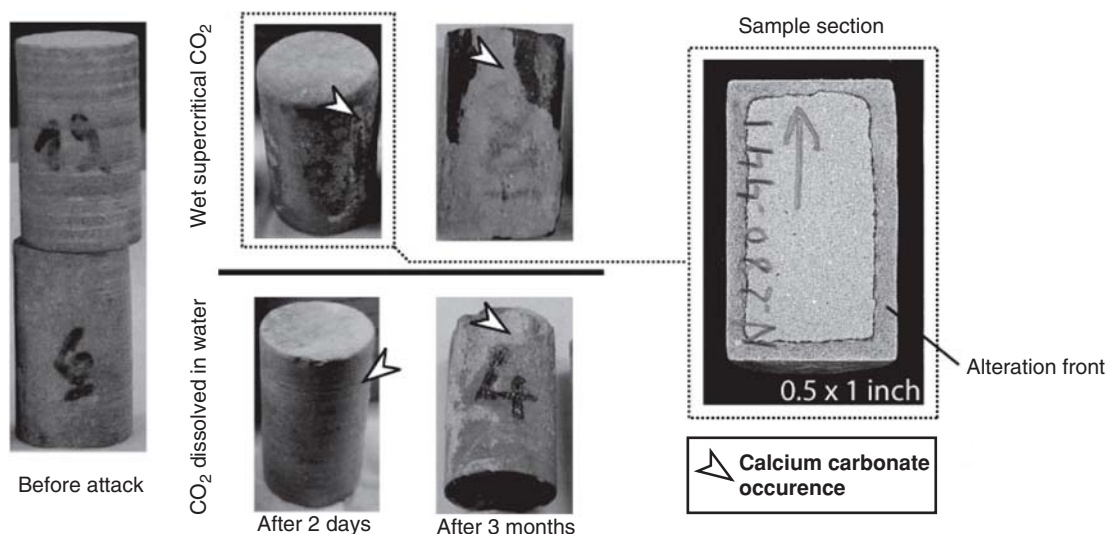 Wet supercritical CO₂
Sample section
0.5 x 1 inch
Alteration front
CO₂ dissolved in water
4
Calcium carbonate
occurence
Before attack
After 2 days
After 3 months